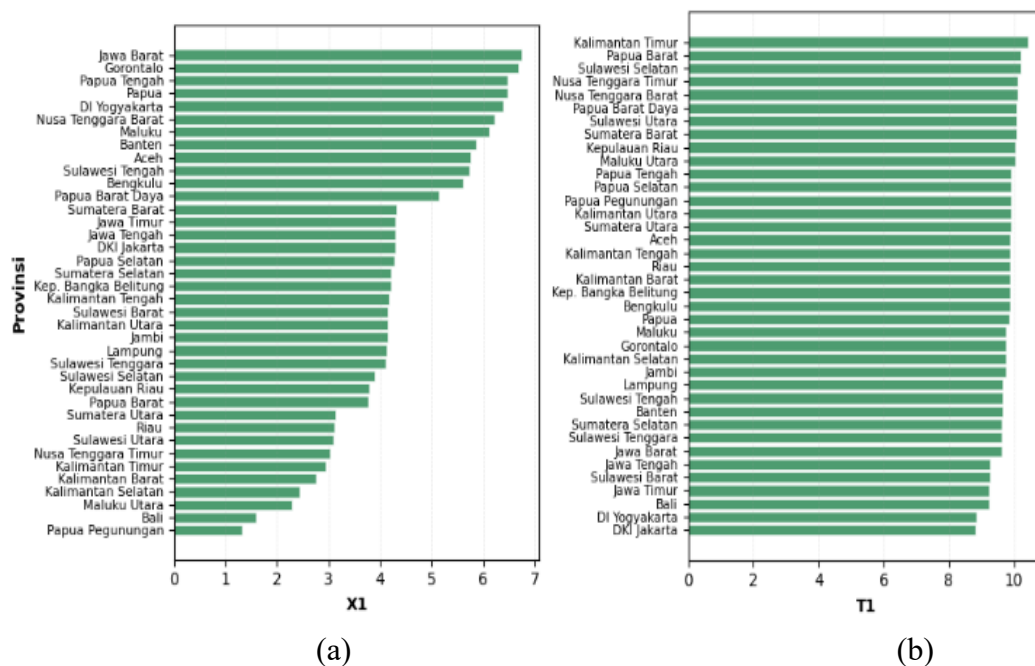 Provinsi
Jawa Barat
Gorontalo
Papua Tengah
Papua
DI Yogyakarta
Nusa Tenggara Barat
Maluku
Banten
Aceh
Sulawesi Tengah
Bengkulu
Papua Barat Daya
Sumatera Barat
Jawa Timur
Jawa Tengah
DKI Jakarta
Papua Selatan
Sumatera Selatan
Kep. Bangka Belitung
Kalimantan Tengah
Sulawesi Barat
Kalimantan Utara
Jambi
Lampung
Sulawesi Tenggara
Sulawesi Selatan
Kepulauan Riau
Papua Barat
Sumatera Utara
Riau
Sulawesi Utara
Nusa Tenggara Timur
Kalimantan Timur
Kalimantan Barat
Kalimantan Selatan
Maluku Utara
Bali
Papua Pegunungan
0 1 2 3 4 5 6 7
X1
(a)
Kalimantan Timur
Papua Barat
Sulawesi Selatan
Nusa Tenggara Timur
Nusa Tenggara Barat
Papua Barat Daya
Sulawesi Utara
Sumatera Barat
Kepulauan Riau
Maluku Utara
Papua Tengah
Papua Selatan
Papua Pegunungan
Kalimantan Utara
Sumatera Utara
Aceh
Kalimantan Tengah
Riau
Kalimantan Barat
Kep. Bangka Belitung
Bengkulu
Papua
Maluku
Gorontalo
Kalimantan Selatan
Jambi
Lampung
Sulawesi Tengah
Banten
Sumatera Selatan
Sulawesi Tenggara
Jawa Barat
Jawa Tengah
Sulawesi Barat
Jawa Timur
Bali
DI Yogyakarta
DKI Jakarta
0 2 4 6 8 10
T1
(b)